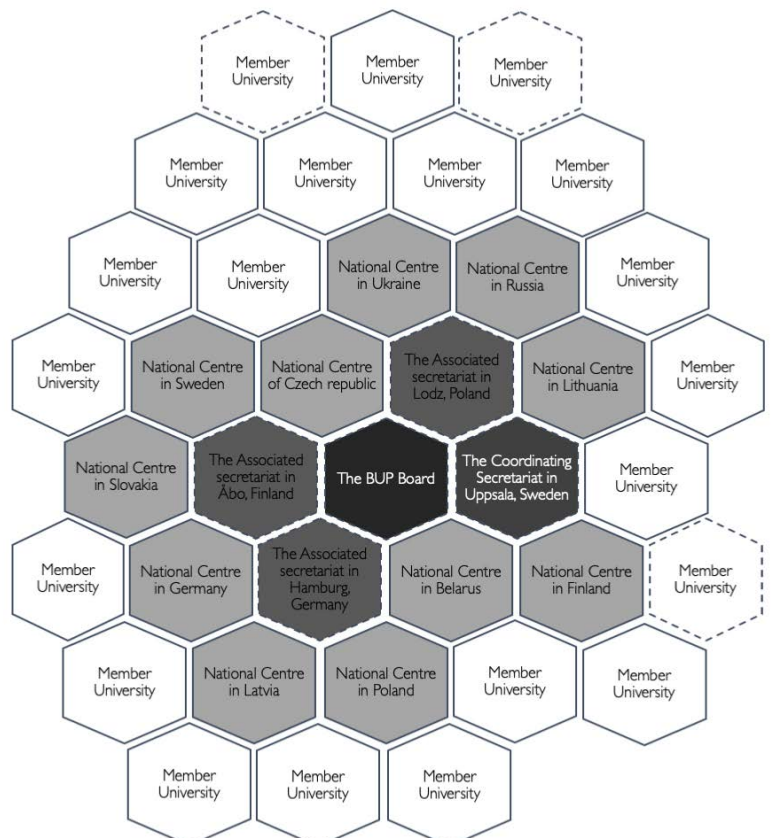 Member
University
Member
University
Member
University
Member
University
Member
University
Member
University
Member
University
Member
University
Member
University
National Centre
in Ukraine
National Centre
in Russia
Member
University
Member
University
National Centre
in Sweden
National Centre
of Czech republic
The Associated
secretariat in
Lodz, Poland
National Centre
in Lithuania
Member
University
National Centre
in Slovakia
The Associated
secretariat in
Åbo, Finland
The BUP Board
The Coordinating
Secretariat in
Uppsala, Sweden
Member
University
Member
University
National Centre
in Germany
The Associated
secretariat in
Hamburg,
Germany
National Centre
in Belarus
National Centre
in Finland
Member
University
Member
University
National Centre
in Latvia
National Centre
in Poland
Member
University
Member
University
Member
University
Member
University
Member
University